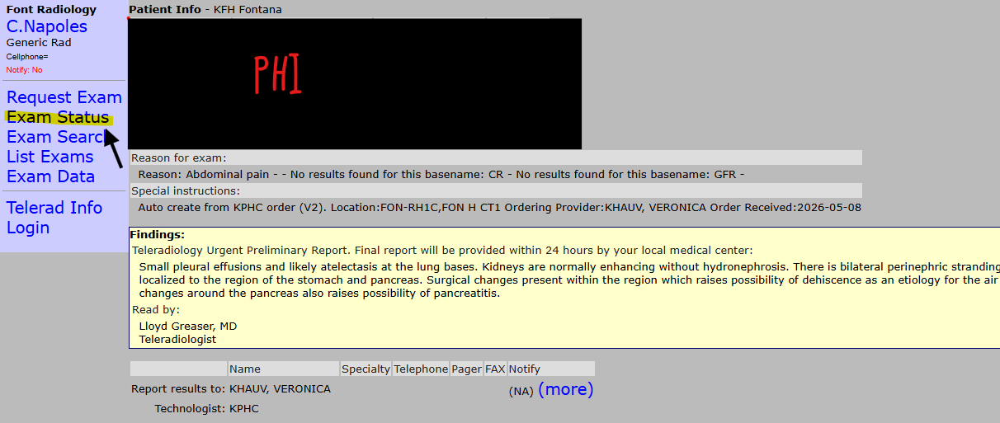 Font Radiology
C.Napoles
Generic Rad
Cellphone=
Notify: No
Request Exam
Exam Status
Exam Search
List Exams
Exam Data
Telerad Info
Login
Patient Info - KFH Fontana
PHI
Reason for exam:
Reason: Abdominal pain - - No results found for this basename: CR - No results found for this basename: GFR -
Special instructions:
Auto create from KPHC order (V2). Location:FON-RH1C,FON H CT1 Ordering Provider:KHAUV, VERONICA Order Received:2026-05-08
Findings:
Teleradiology Urgent Preliminary Report. Final report will be provided within 24 hours by your local medical center:
Small pleural effusions and likely atelectasis at the lung bases. Kidneys are normally enhancing without hydronephrosis. There is bilateral perinephric stranding
localized to the region of the stomach and pancreas. Surgical changes present within the region which raises possibility of dehiscence as an etiology for the air
changes around the pancreas also raises possibility of pancreatitis.
Read by:
Lloyd Greaser, MD
Teleradiologist
Name Specialty Telephone Pager FAX Notify
Report results to: KHAUV, VERONICA (NA) (more)
Technologist: KPHC